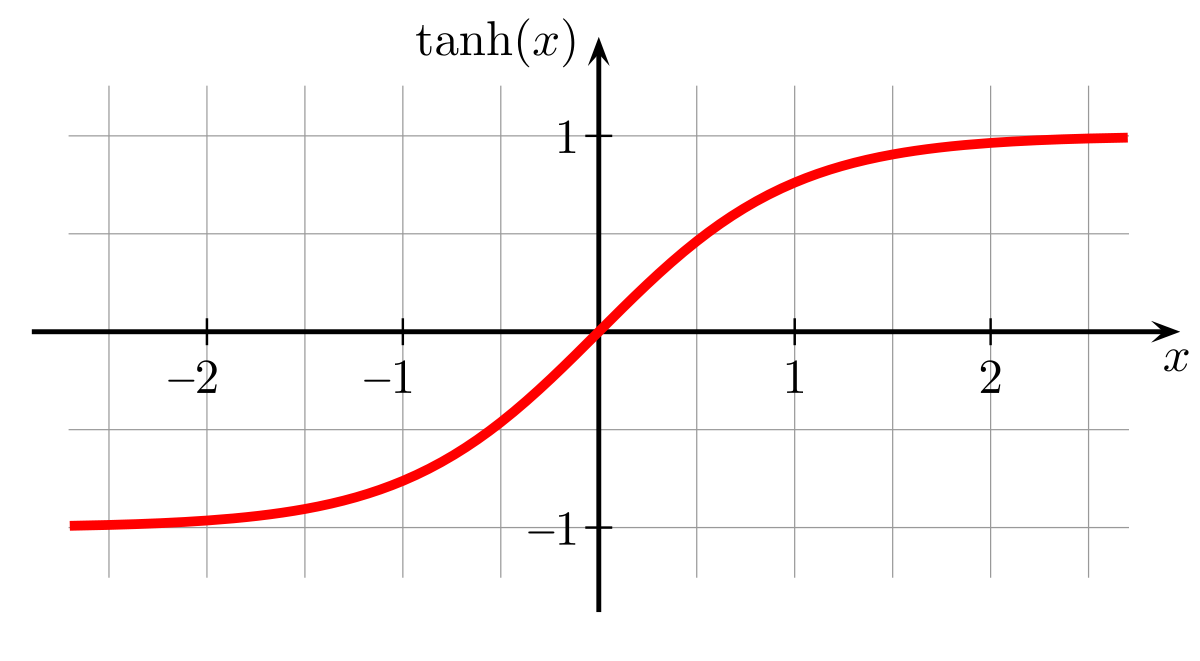 tanh(x)
1
–2 –1 1 2 x
–1